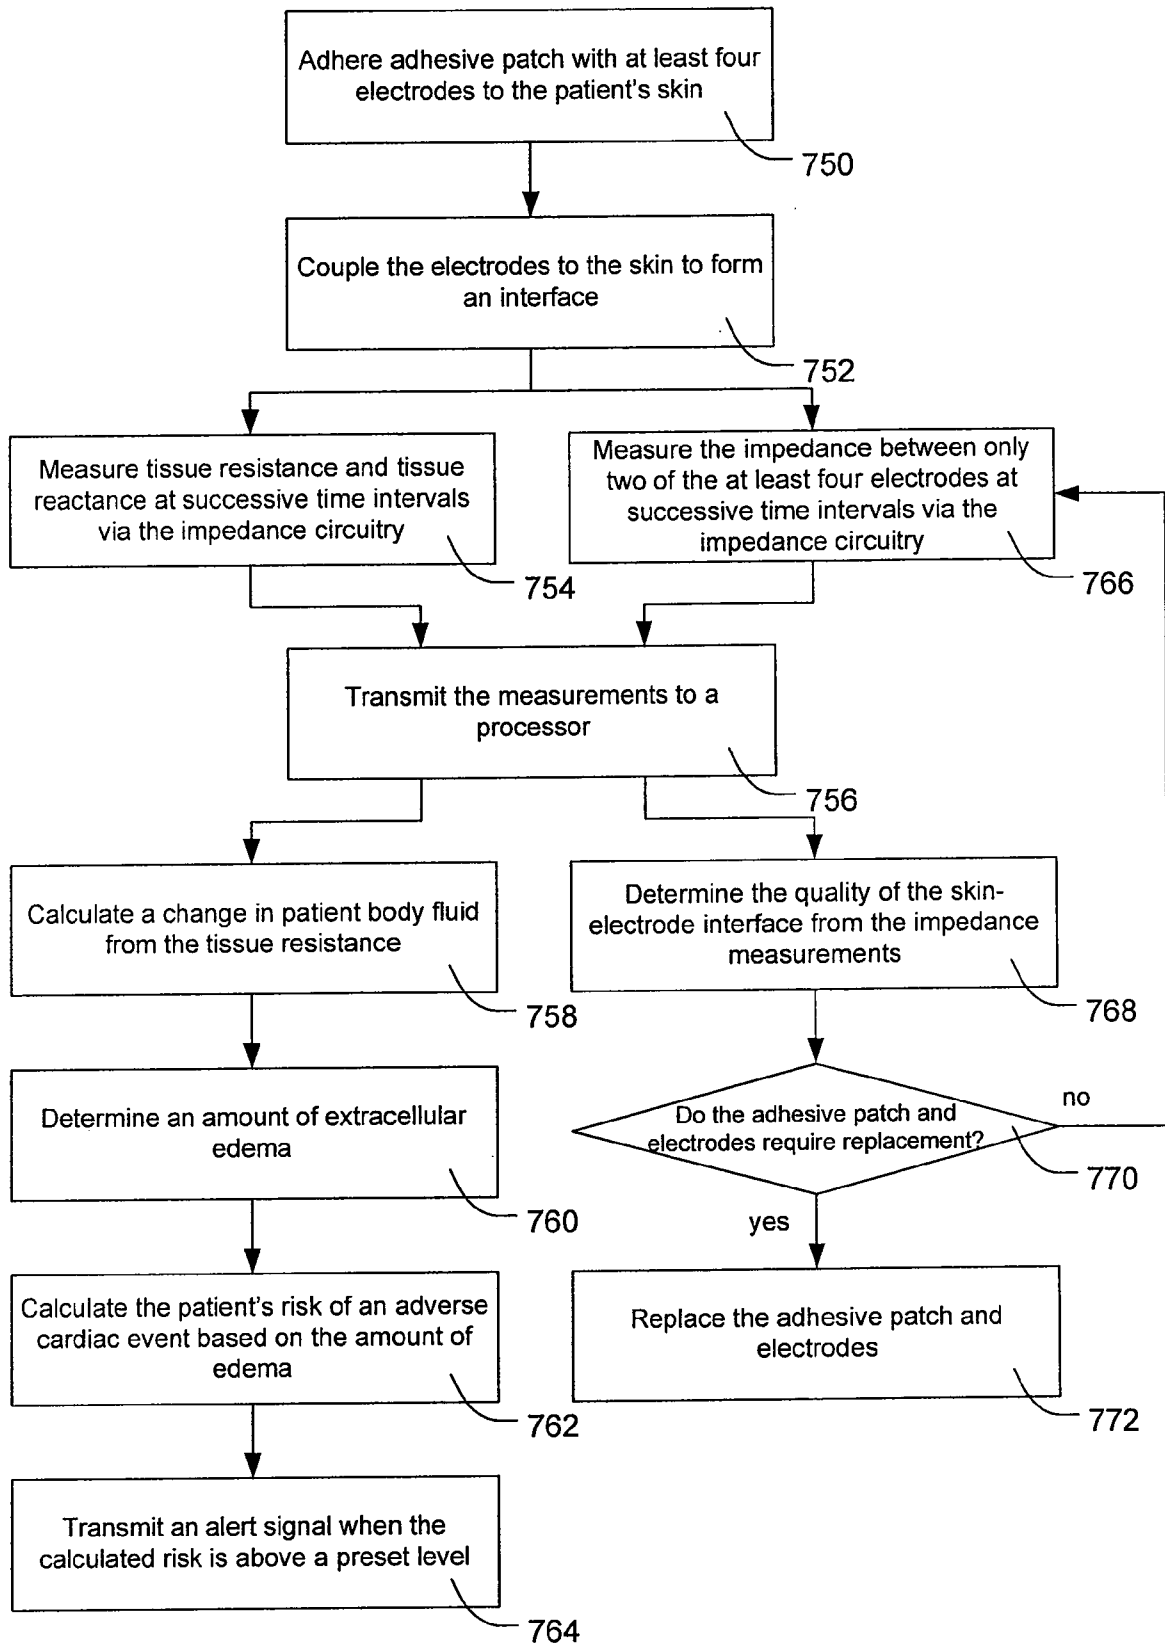 Adhere adhesive patch with at least four
electrodes to the patient's skin
750
Couple the electrodes to the skin to form
an interface
752
Measure tissue resistance and tissue
reactance at successive time intervals
via the impedance circuitry
754
Measure the impedance between only
two of the at least four electrodes at
successive time intervals via the
impedance circuitry
766
Transmit the measurements to a
processor
756
Calculate a change in patient body fluid
from the tissue resistance
758
Determine the quality of the skin-
electrode interface from the impedance
measurements
768
Determine an amount of extracellular
edema
760
Do the adhesive patch and
electrodes require replacement?
no
770
yes
Calculate the patient's risk of an adverse
cardiac event based on the amount of
edema
762
Replace the adhesive patch and
electrodes
772
Transmit an alert signal when the
calculated risk is above a preset level
764